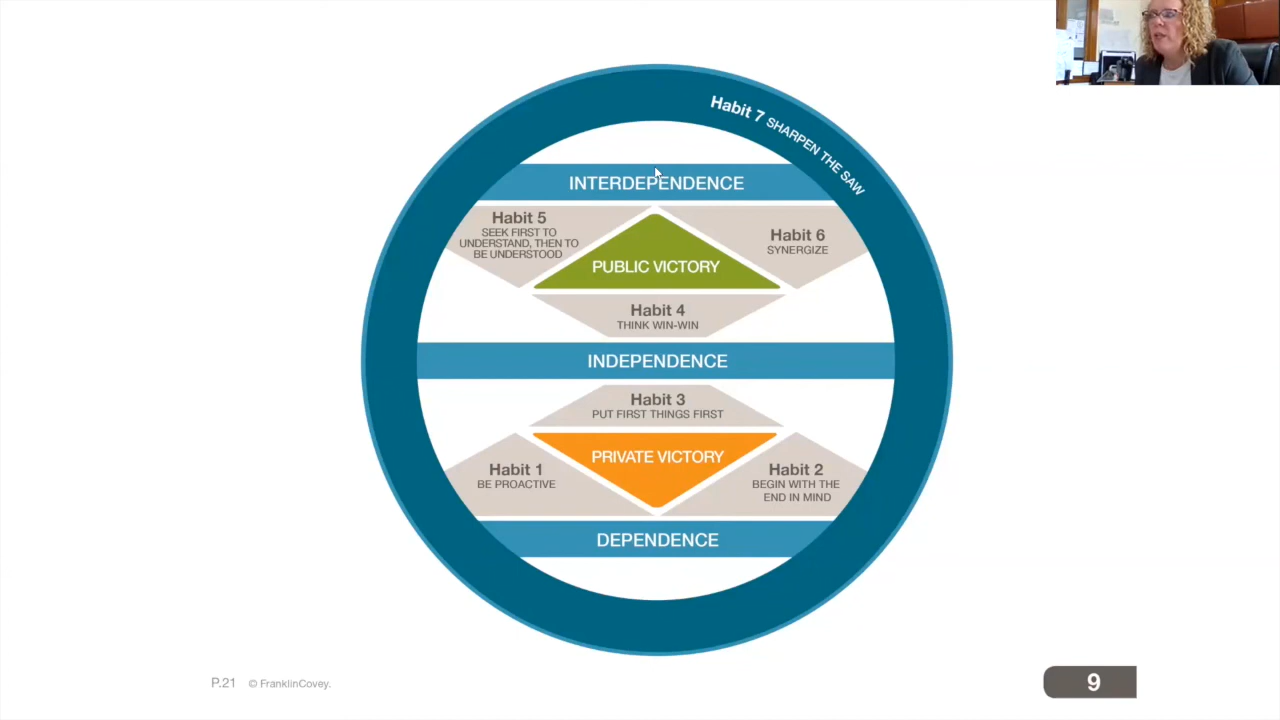 Habit 7 SHARPEN THE SAW
INTERDEPENDENCE
Habit 5
SEEK FIRST TO
UNDERSTAND, THEN TO
BE UNDERSTOOD
Habit 6
SYNERGIZE
PUBLIC VICTORY
Habit 4
THINK WIN-WIN
INDEPENDENCE
Habit 3
PUT FIRST THINGS FIRST
PRIVATE VICTORY
Habit 1
BE PROACTIVE
Habit 2
BEGIN WITH THE
END IN MIND
DEPENDENCE
P.21 © FranklinCovey.
9